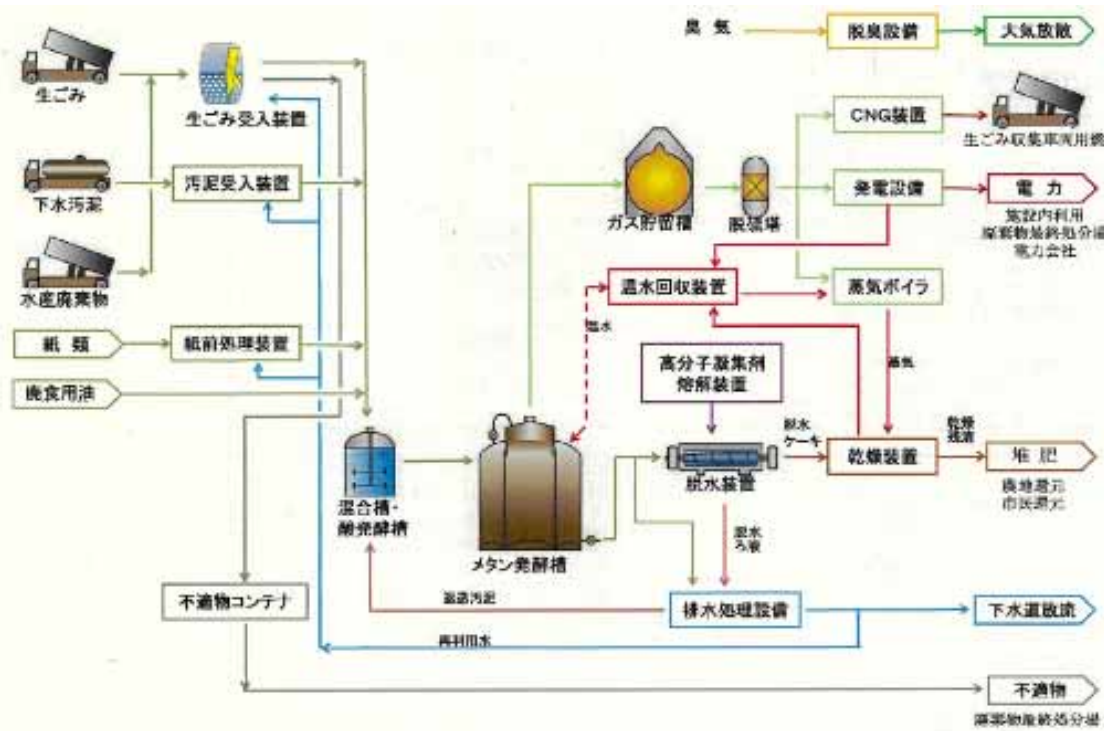 臭気
脱臭設備
大気放散
生ごみ
生ごみ受入装置
CNG装置
生ごみ収集車両用燃
下水汚泥
汚泥受入装置
ガス貯留槽
脱硫塔
発電設備
電力
施設内利用
廃棄物最終処分場
電力会社
水産廃棄物
温水回収装置
蒸気ボイラ
温水
紙類
紙前処理装置
高分子凝集剤
熔解装置
蒸気
廃食用油
混合槽・
酸発酵槽
メタン発酵槽
脱水装置
脱水
ケーキ
乾燥装置
乾燥
残渣
堆肥
農地還元
市民還元
脱水
ろ液
不適物コンテナ
返送汚泥
排水処理設備
下水道放流
再利用水
不適物
廃棄物最終処分場